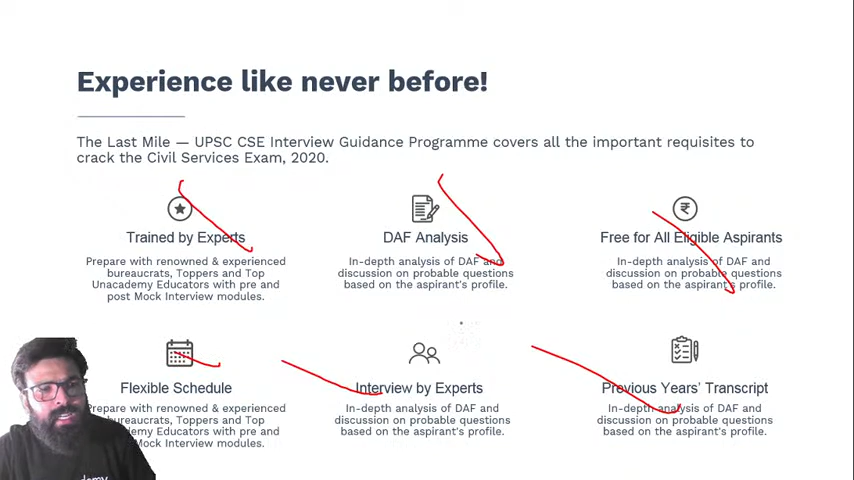 Experience like never before!
The Last Mile — UPSC CSE Interview Guidance Programme covers all the important requisites to
crack the Civil Services Exam, 2020.
Trained by Experts
Prepare with renowned & experienced
bureaucrats, Toppers and Top
Unacademy Educators with pre and
post Mock Interview modules.
DAF Analysis
In-depth analysis of DAF and
discussion on probable questions
based on the aspirant's profile.
Free for All Eligible Aspirants
In-depth analysis of DAF and
discussion on probable questions
based on the aspirant's profile.
Flexible Schedule
Prepare with renowned & experienced
bureaucrats, Toppers and Top
demy Educators with pre and
Mock Interview modules.
Interview by Experts
In-depth analysis of DAF and
discussion on probable questions
based on the aspirant's profile.
Previous Years' Transcript
In-depth analysis of DAF and
discussion on probable questions
based on the aspirant's profile.